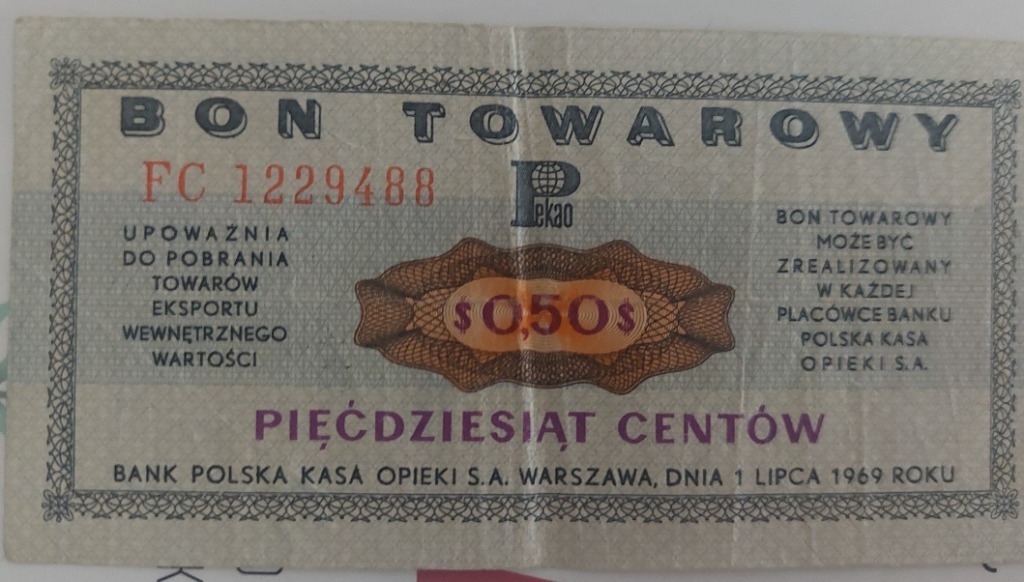 BON TOWAROWY
FC 1229488
Pekao
UPOWAŻNIA
DO POBRANIA
TOWARÓW
EKSPORTU
WEWNĘTRZNEGO
WARTOŚCI
$0,50$
BON TOWAROWY
MOŻE BYĆ
ZREALIZOWANY
W KAŻDEJ
PLACÓWCE BANKU
POLSKA KASA
OPIEKI S.A.
PIĘĆDZIESIĄT CENTÓW
BANK POLSKA KASA OPIEKI S.A. WARSZAWA, DNIA 1 LIPCA 1969 ROKU